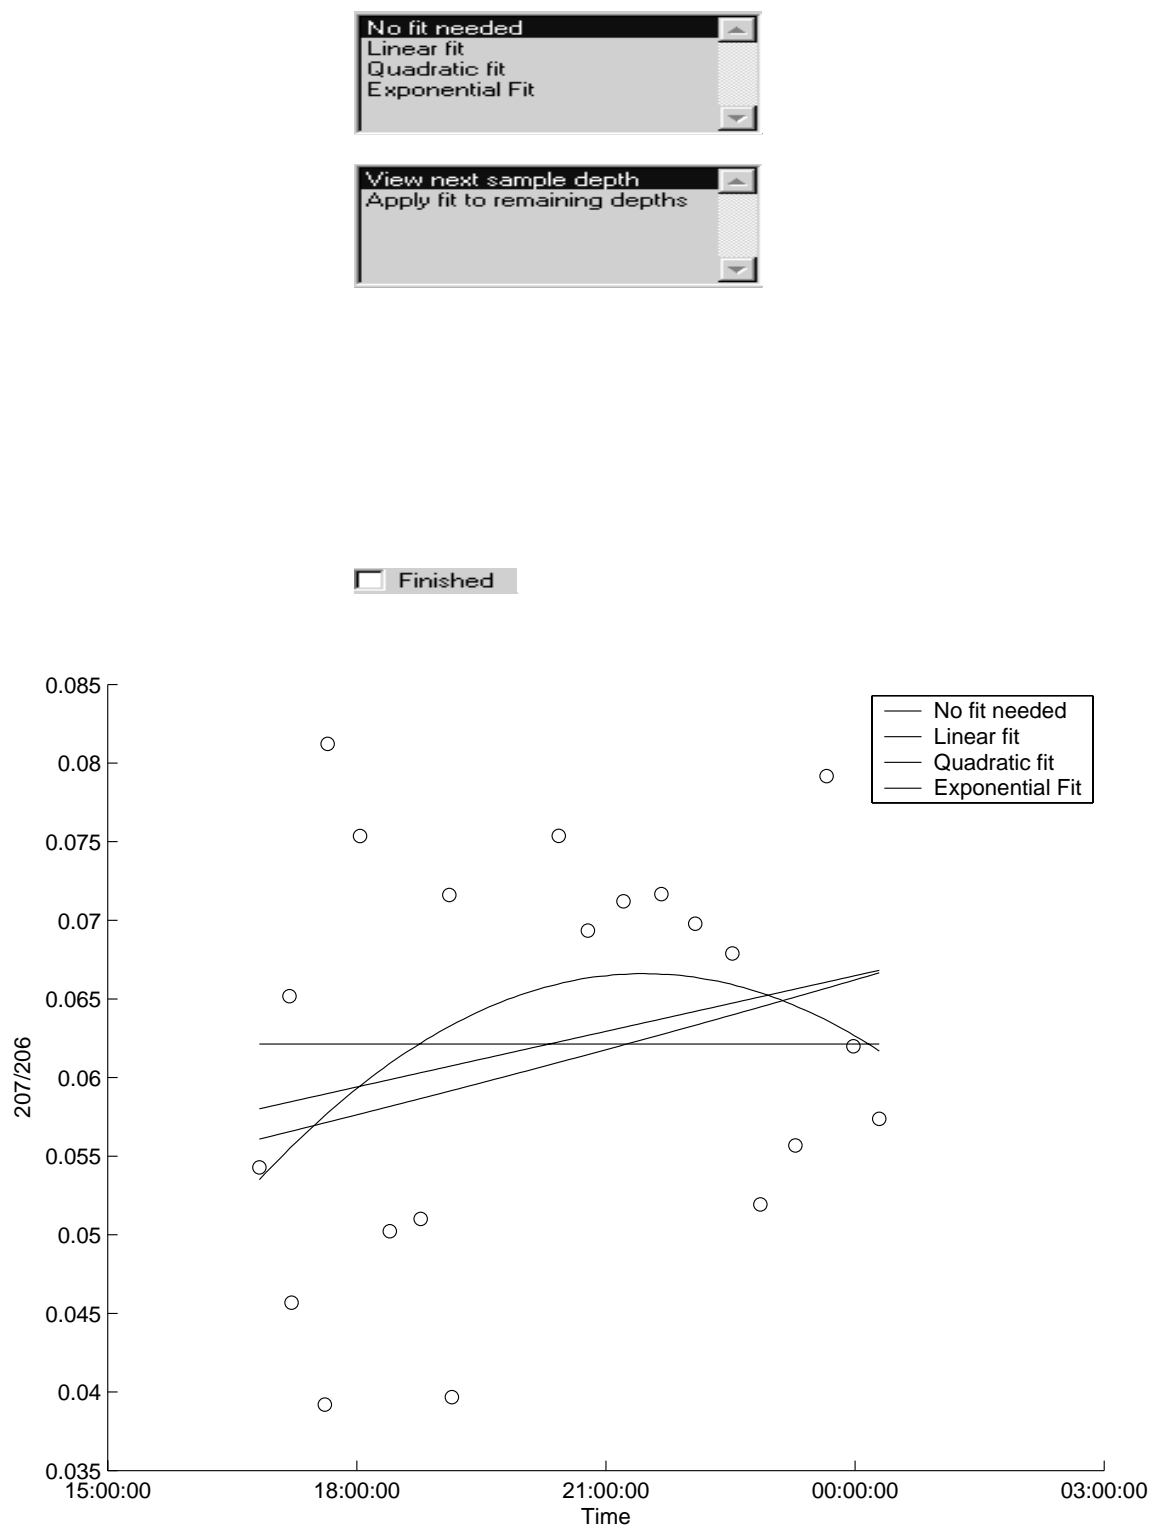 No fit needed
Linear fit
Quadratic fit
Exponential Fit
View next sample depth
Apply fit to remaining depths
Finished
0.085
0.08
0.075
0.07
0.065
0.06
0.055
0.05
0.045
0.04
0.035
207/206
No fit needed
Linear fit
Quadratic fit
Exponential Fit
15:00:00 18:00:00 21:00:00 00:00:00 03:00:00
Time